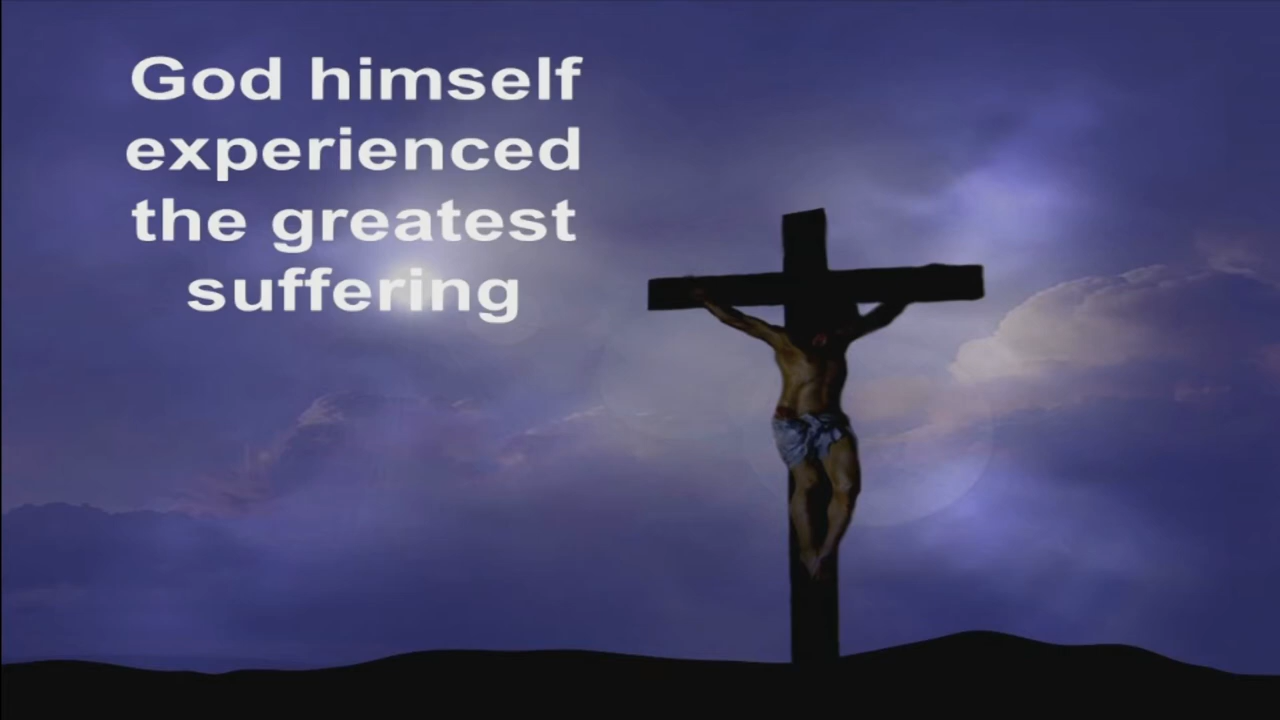 God himself
experienced
the greatest
suffering